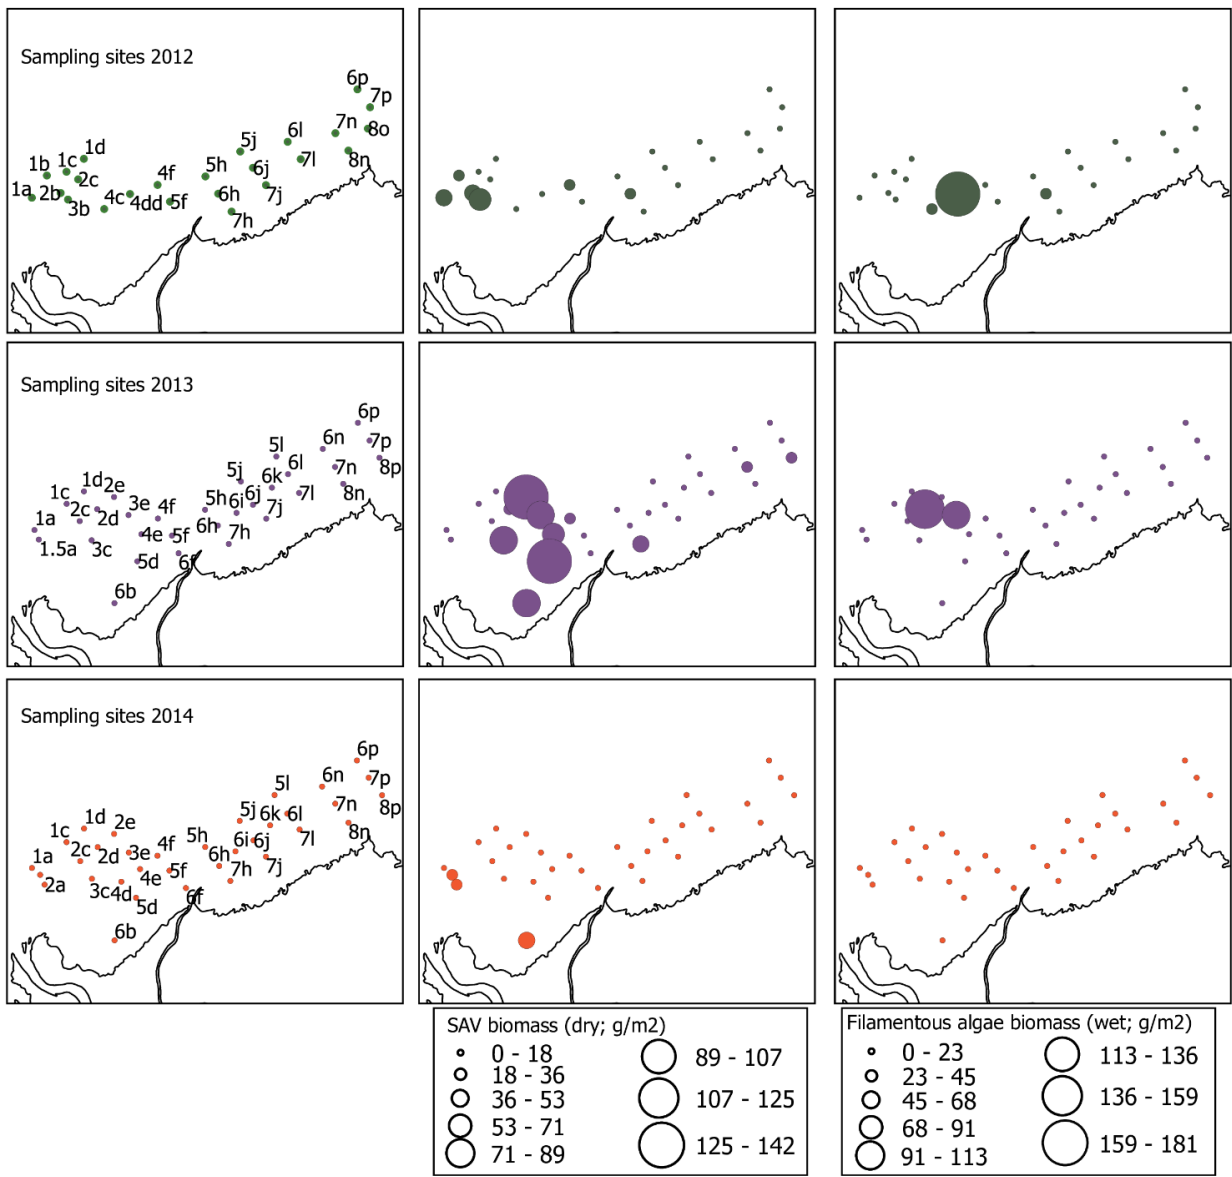 Sampling sites 2012
6p
7p
7n
8o
6l
5j
8n
1d
7l
1c
1b
6j
4f
5h
2c
1a
2b
4c
6h
7j
3b
4dd
5f
7h
Sampling sites 2013
6p
7p
6n
5l
8p
6l
7n
5j
6k
1d
2e
8n
1c
7l
3e
4f
5h
6i
6j
2c
2d
7j
1a
6h
4e
5f
7h
1.5a
3c
5d
6f
6b
Sampling sites 2014
6p
7p
6n
5l
8p
7n
5j
6k
6l
1d
2e
8n
1c
5h
6i
6j
7l
4f
2c
2d
3e
6h
1a
7j
5f
7h
4e
2a
3c
4d
6f
5d
6b
SAV biomass (dry; g/m2)
0 - 18
18 - 36
36 - 53
53 - 71
71 - 89
89 - 107
107 - 125
125 - 142
Filamentous algae biomass (wet; g/m2)
0 - 23
23 - 45
45 - 68
68 - 91
91 - 113
113 - 136
136 - 159
159 - 181